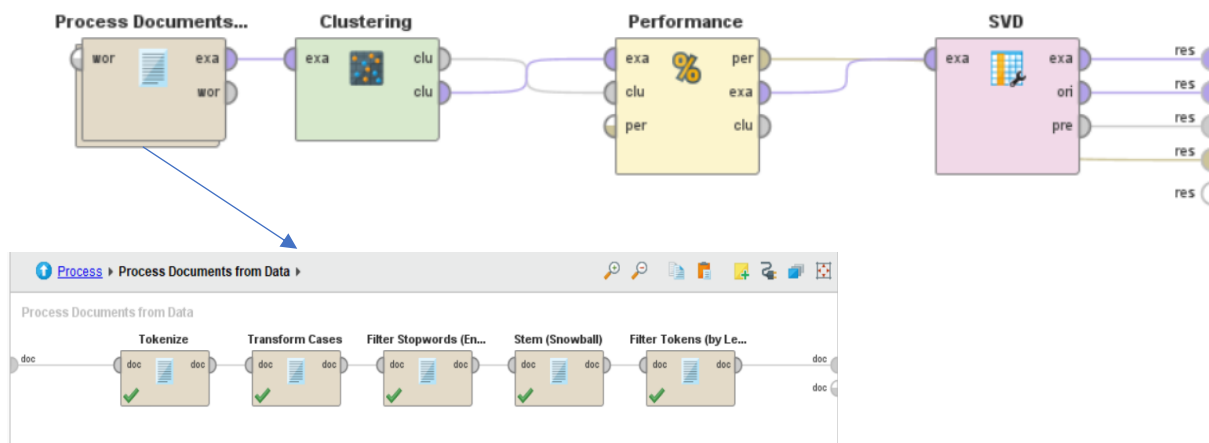 Process Documents... Clustering Performance SVD
wor exa exa clu exa per exa exa res
wor clu clu exa ori res
per clu pre res
res
res
Process Process Documents from Data
Process Documents from Data
Tokenize Transform Cases Filter Stopwords (En... Stem (Snowball) Filter Tokens (by Le...
doc doc doc doc doc doc doc doc doc doc doc doc
doc